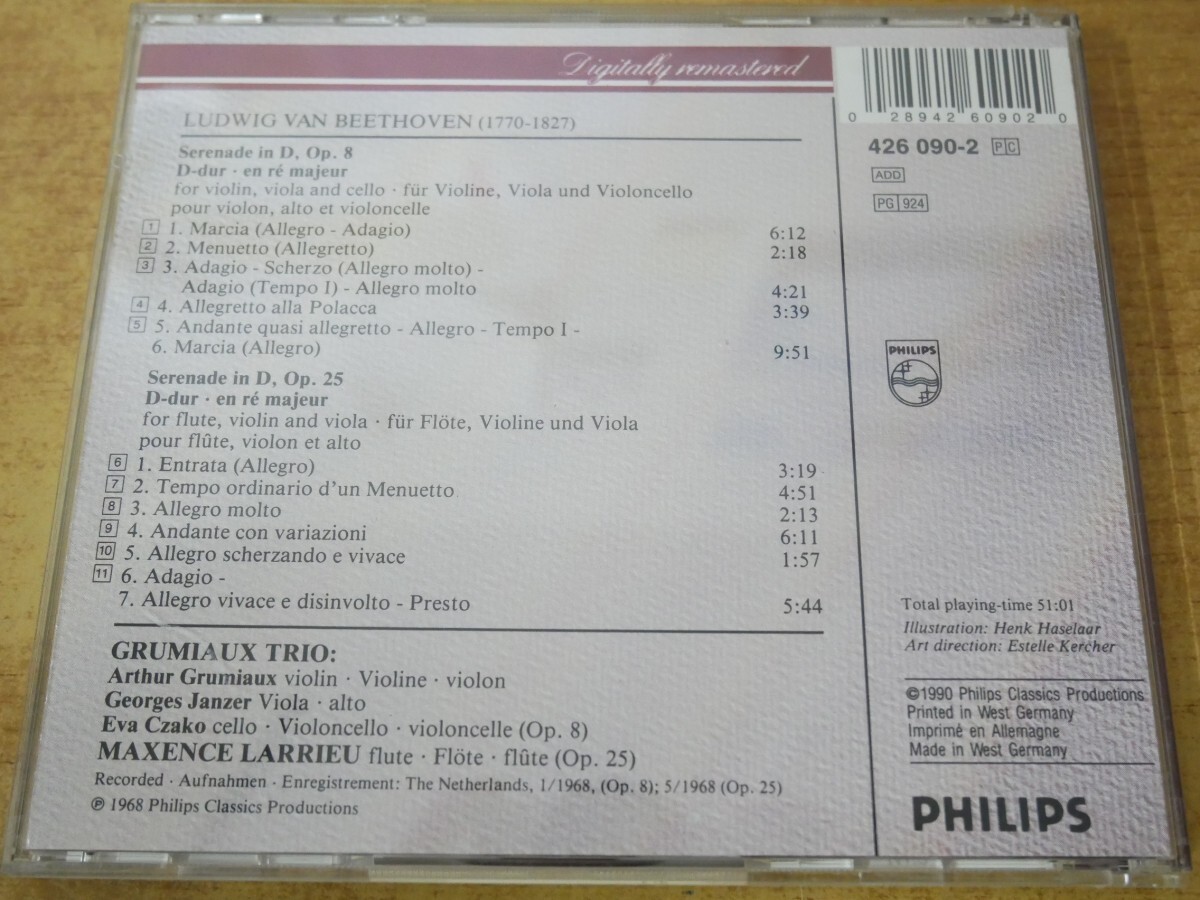 Digitally remastered
LUDWIG VAN BEETHOVEN (1770-1827)
Serenade in D, Op. 8
D-dur · en ré majeur
for violin, viola and cello · für Violine, Viola und Violoncello
pour violon, alto et violoncelle
1 1. Marcia (Allegro - Adagio) 6:12
2 2. Menuetto (Allegretto) 2:18
3 3. Adagio - Scherzo (Allegro molto) -
Adagio (Tempo I) - Allegro molto 4:21
4 4. Allegretto alla Polacca 3:39
5 5. Andante quasi allegretto - Allegro - Tempo I -
6. Marcia (Allegro) 9:51
Serenade in D, Op. 25
D-dur · en ré majeur
for flute, violin and viola · für Flöte, Violine und Viola
pour flûte, violon et alto
6 1. Entrata (Allegro) 3:19
7 2. Tempo ordinario d'un Menuetto 4:51
8 3. Allegro molto 2:13
9 4. Andante con variazioni 6:11
10 5. Allegro scherzando e vivace 1:57
11 6. Adagio -
7. Allegro vivace e disinvolto - Presto 5:44
GRUMIAUX TRIO:
Arthur Grumiaux violin · Violine · violon
Georges Janzer Viola · alto
Eva Czako cello · Violoncello · violoncelle (Op. 8)
MAXENCE LARRIEU flute · Flöte · flûte (Op. 25)
Recorded · Aufnahmen · Enregistrement: The Netherlands, 1/1968, (Op. 8); 5/1968 (Op. 25)
℗ 1968 Philips Classics Productions
0 28942 60902 0
426 090-2 PC
ADD
PG 924
PHILIPS
Total playing-time 51:01
Illustration: Henk Haselaar
Art direction: Estelle Kercher
©1990 Philips Classics Productions
Printed in West Germany
Imprimé en Allemagne
Made in West Germany
PHILIPS